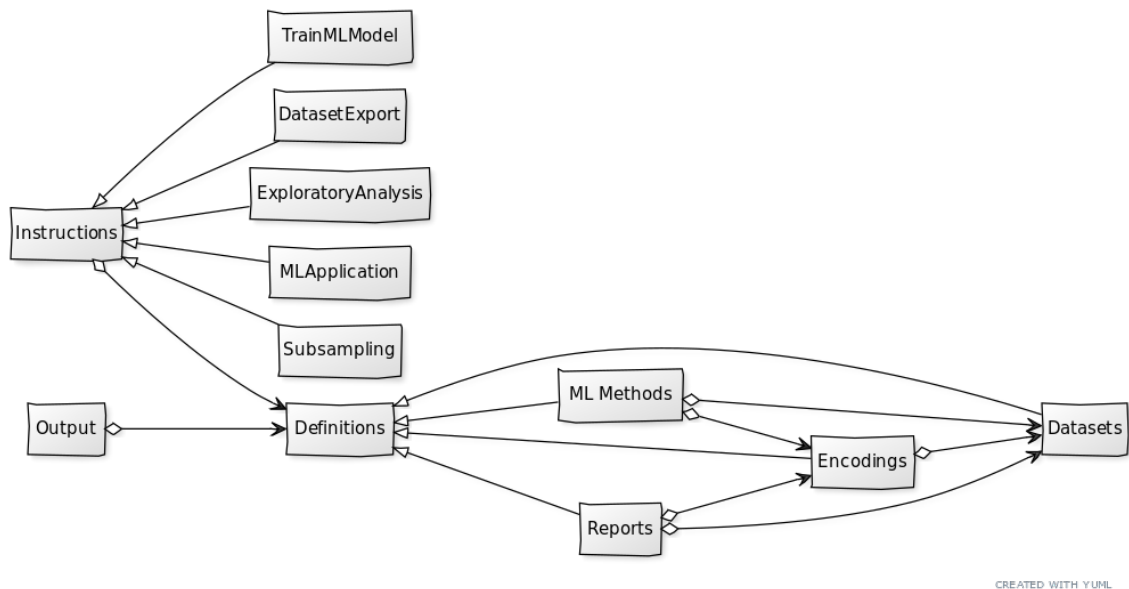 TrainMLModel
DatasetExport
ExploratoryAnalysis
Instructions
MLApplication
Subsampling
ML Methods
Output
Definitions
Datasets
Encodings
Reports
CREATED WITH YUML